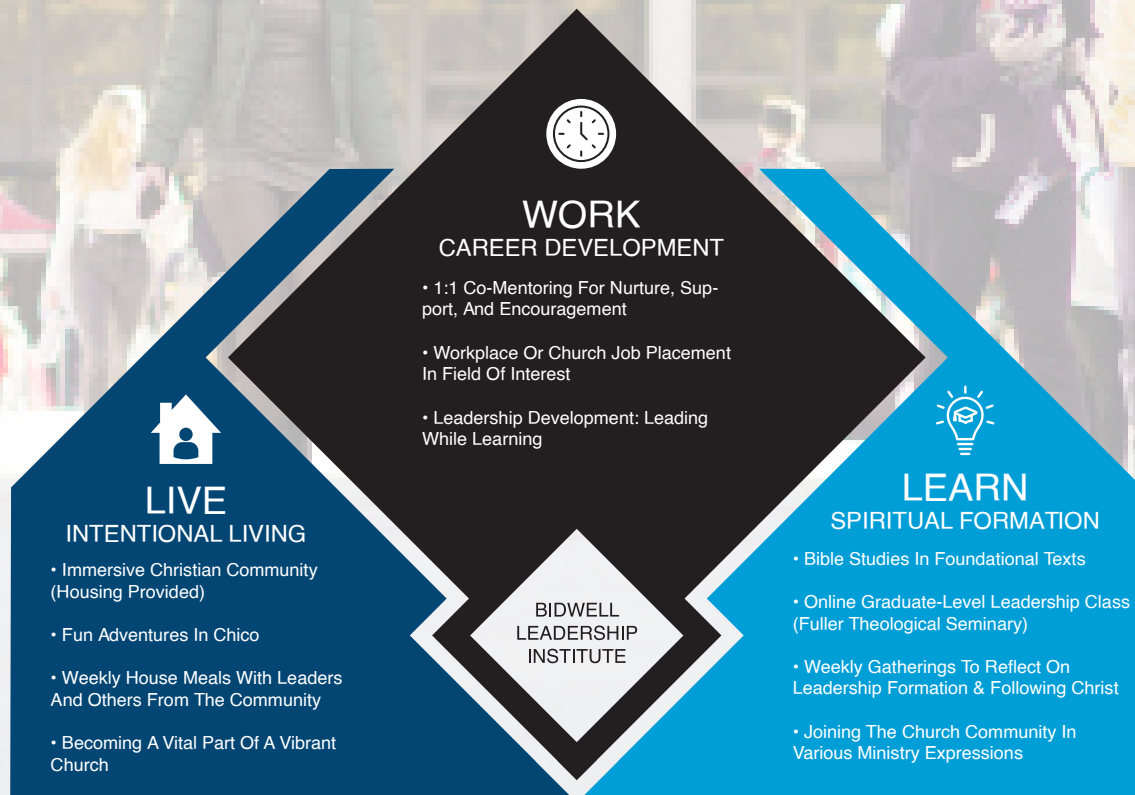 WORK
CAREER DEVELOPMENT
• 1:1 Co-Mentoring For Nurture, Sup-
port, And Encouragement
• Workplace Or Church Job Placement
In Field Of Interest
• Leadership Development: Leading
While Learning
LIVE
INTENTIONAL LIVING
• Immersive Christian Community
(Housing Provided)
• Fun Adventures In Chico
• Weekly House Meals With Leaders
And Others From The Community
• Becoming A Vital Part Of A Vibrant
Church
BIDWELL
LEADERSHIP
INSTITUTE
LEARN
SPIRITUAL FORMATION
• Bible Studies In Foundational Texts
• Online Graduate-Level Leadership Class
(Fuller Theological Seminary)
• Weekly Gatherings To Reflect On
Leadership Formation & Following Christ
• Joining The Church Community In
Various Ministry Expressions